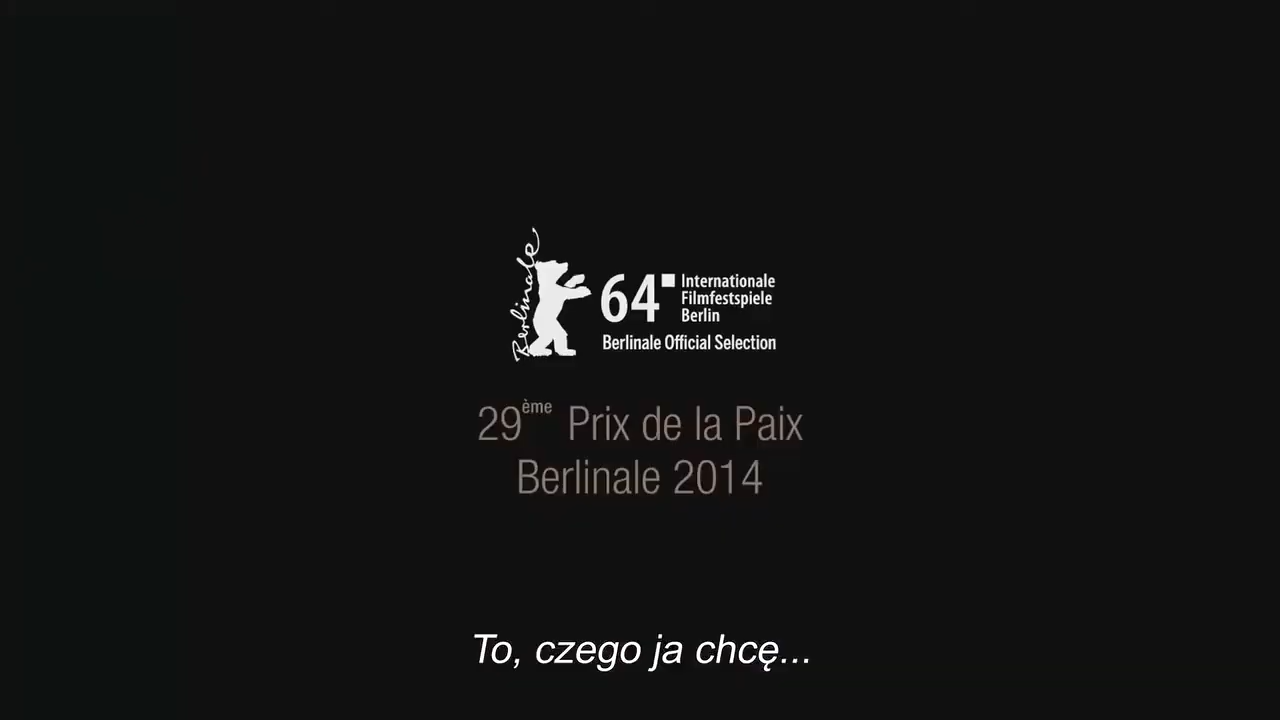 Berlinale
64
Internationale
Filmfestspiele
Berlin
Berlinale Official Selection
29ème Prix de la Paix
Berlinale 2014
To, czego ja chcę...